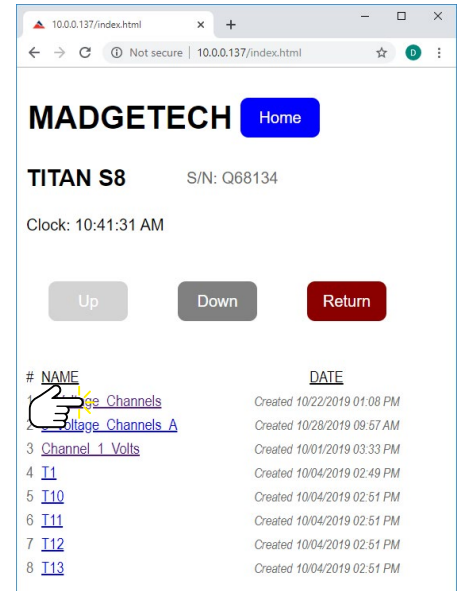 10.0.0.137/index.html
Not secure | 10.0.0.137/index.html
D
MADGETECH Home
TITAN S8 S/N: Q68134
Clock: 10:41:31 AM
Up Down Return
# NAME DATE
1 Channels Created 10/22/2019 01:08 PM
2 Voltage Channels A Created 10/28/2019 09:57 AM
3 Channel_1_Volts Created 10/01/2019 03:33 PM
4 T1 Created 10/04/2019 02:49 PM
5 T10 Created 10/04/2019 02:51 PM
6 T11 Created 10/04/2019 02:51 PM
7 T12 Created 10/04/2019 02:51 PM
8 T13 Created 10/04/2019 02:51 PM